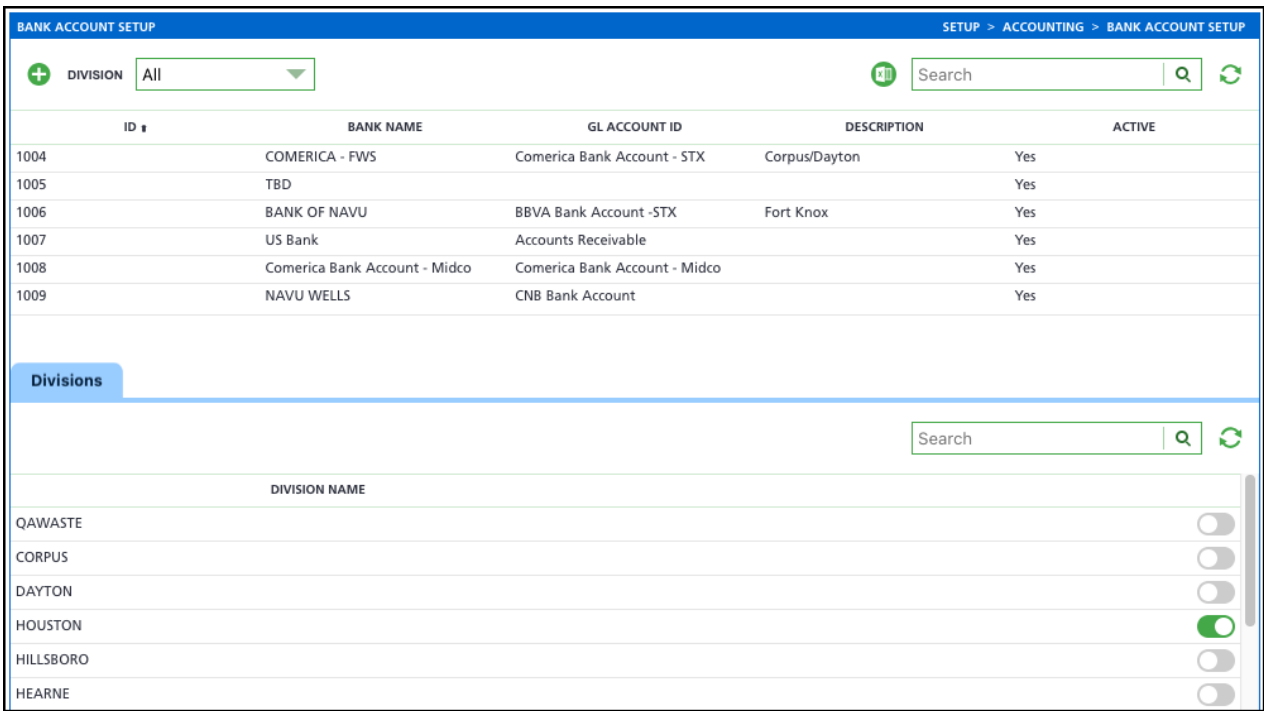 BANK ACCOUNT SETUP SETUP > ACCOUNTING > BANK ACCOUNT SETUP
DIVISION All Search
ID BANK NAME GL ACCOUNT ID DESCRIPTION ACTIVE
1004 COMERICA - FWS Comerica Bank Account - STX Corpus/Dayton Yes
1005 TBD Yes
1006 BANK OF NAVU BBVA Bank Account -STX Fort Knox Yes
1007 US Bank Accounts Receivable Yes
1008 Comerica Bank Account - Midco Comerica Bank Account - Midco Yes
1009 NAVU WELLS CNB Bank Account Yes
Divisions
Search
DIVISION NAME
QAWASTE
CORPUS
DAYTON
HOUSTON
HILLSBORO
HEARNE